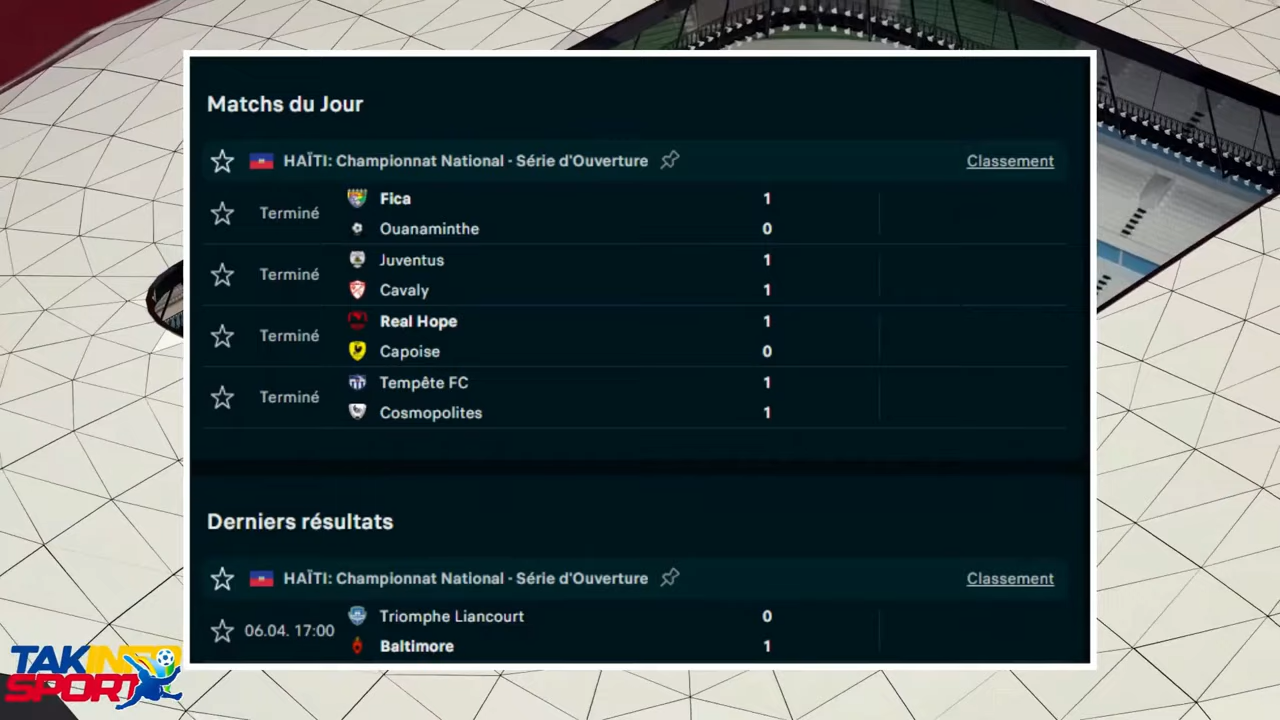 Matchs du Jour
HAÏTI: Championnat National - Série d'Ouverture Classement
Terminé
Fica 1
Ouanaminthe 0
Terminé
Juventus 1
Cavaly 1
Terminé
Real Hope 1
Capoise 0
Terminé
Tempête FC 1
Cosmopolites 1
Derniers résultats
HAÏTI: Championnat National - Série d'Ouverture Classement
06.04. 17:00
Triomphe Liancourt 0
Baltimore 1
TAKINFO
SPORT